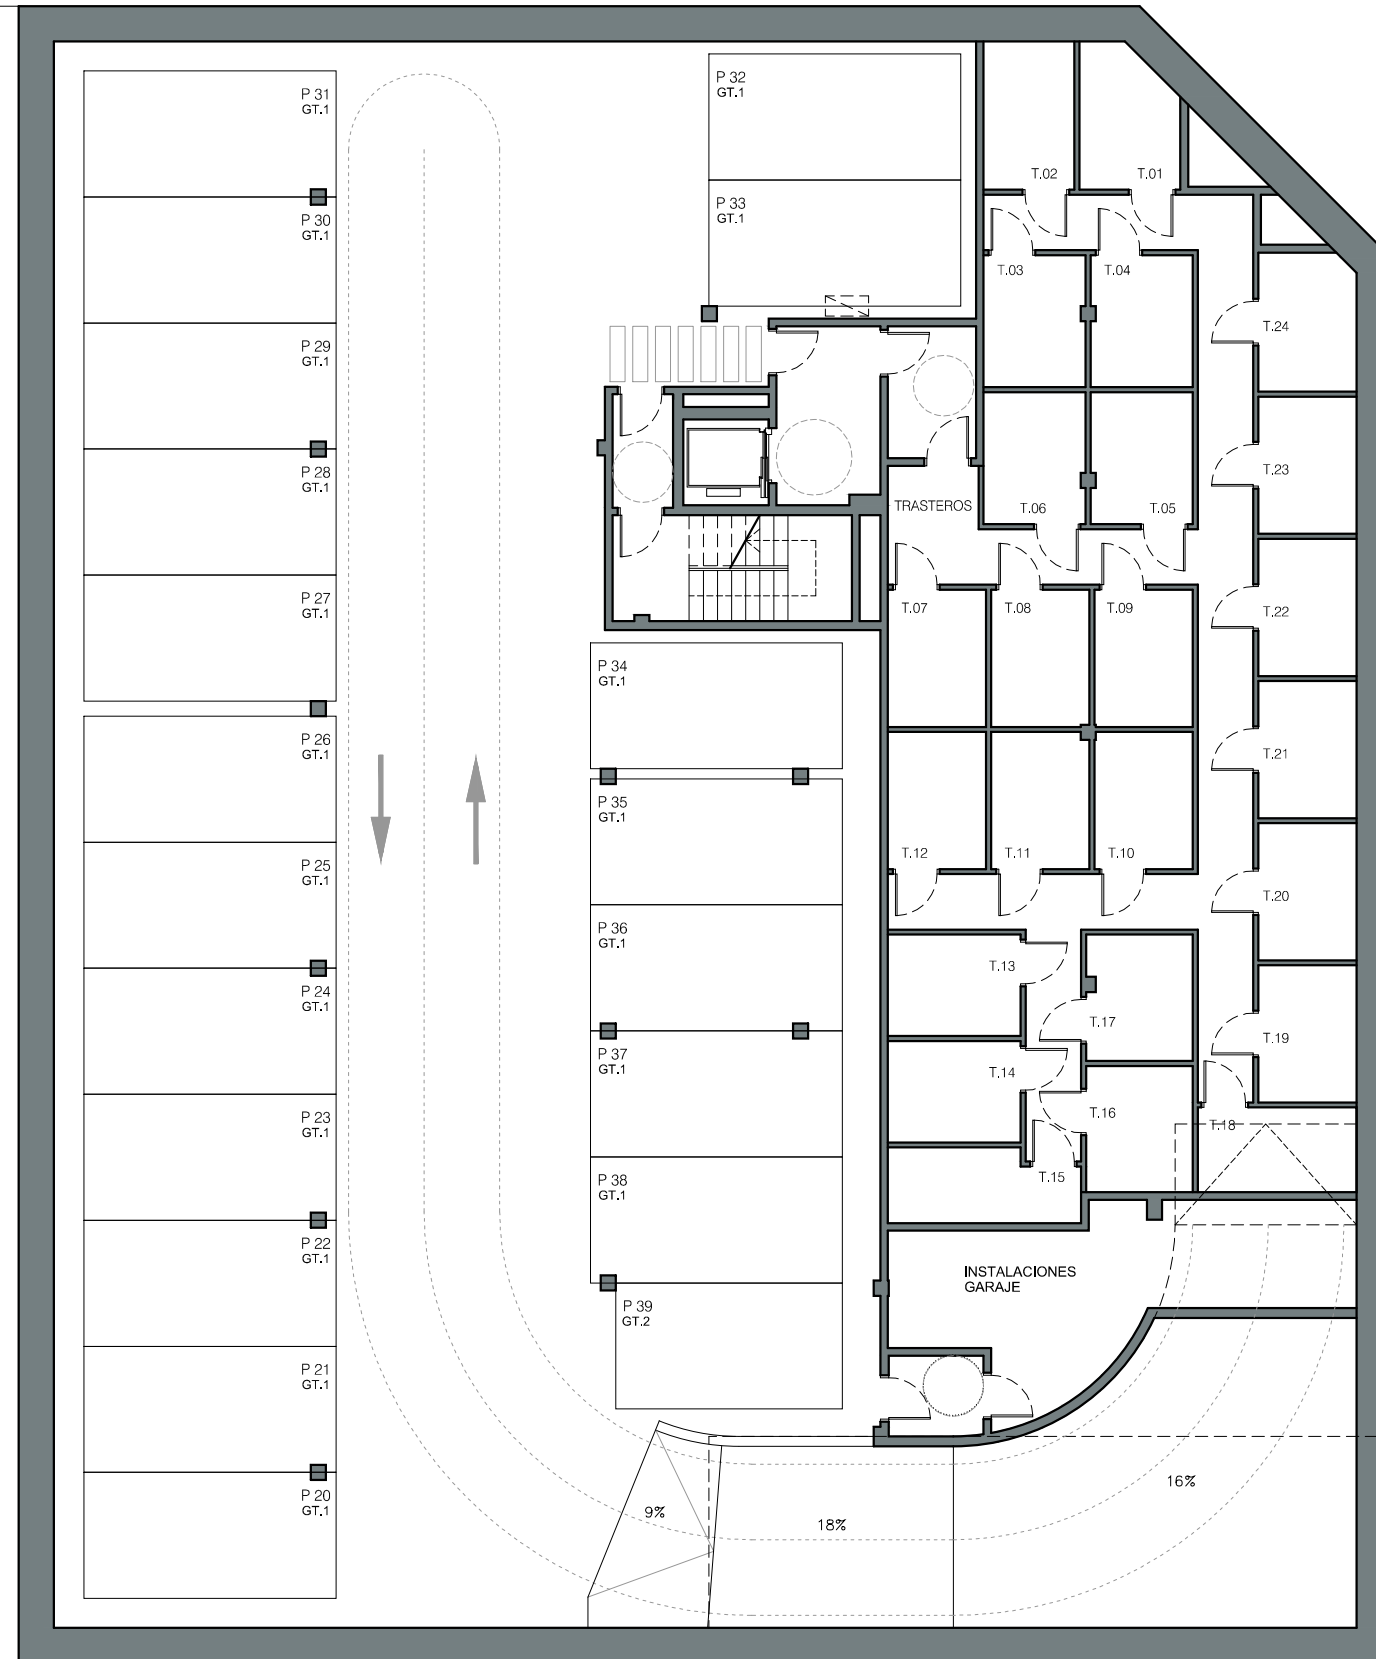 P 31
GT.1
P 30
GT.1
P 29
GT.1
P 28
GT.1
P 27
GT.1
P 26
GT.1
P 25
GT.1
P 24
GT.1
P 23
GT.1
P 22
GT.1
P 21
GT.1
P 20
GT.1
P 32
GT.1
P 33
GT.1
P 34
GT.1
P 35
GT.1
P 36
GT.1
P 37
GT.1
P 38
GT.1
P 39
GT.2
9%
18%
16%
T.02
T.01
T.03
T.04
T.24
T.23
TRASTEROS
T.06
T.05
T.07
T.08
T.09
T.22
T.21
T.12
T.11
T.10
T.20
T.13
T.17
T.19
T.14
T.16
T.18
T.15
INSTALACIONES
GARAJE